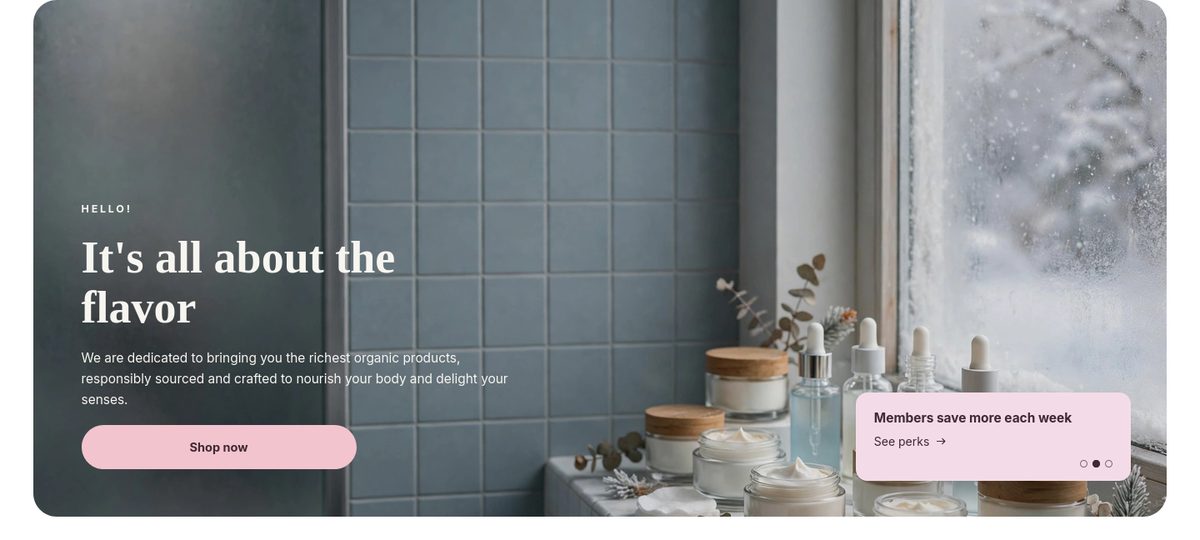 HELLO!
It's all about the
flavor
We are dedicated to bringing you the richest organic products,
responsibly sourced and crafted to nourish your body and delight your
senses.
Shop now
Members save more each week
See perks →